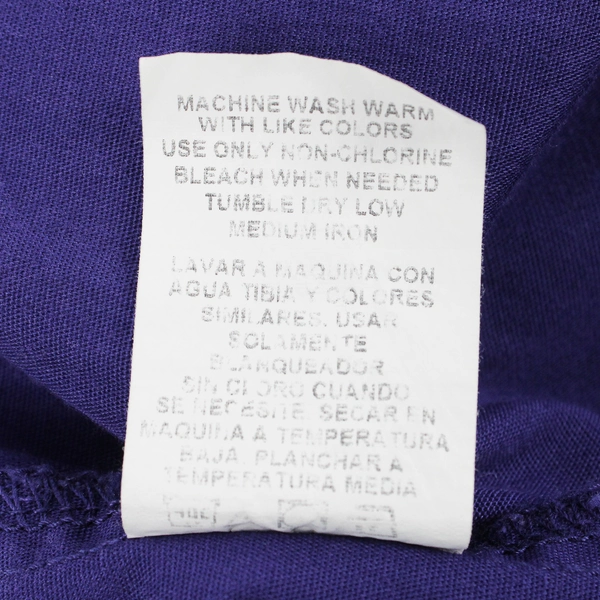 MACHINE WASH WARM
WITH LIKE COLORS
USE ONLY NON-CHLORINE
BLEACH WHEN NEEDED
TUMBLE DRY LOW
MEDIUM IRON
LAVAR A MAQUINA CON
AGUA TIBIA Y COLORES
SIMILARES. USAR
SOLAMENTE
BLANQUEADOR
SIN CLORO CUANDO
SE NECESITE. SECAR EN
MAQUINA A TEMPERATURA
BAJA. PLANCHAR A
TEMPERATURA MEDIA